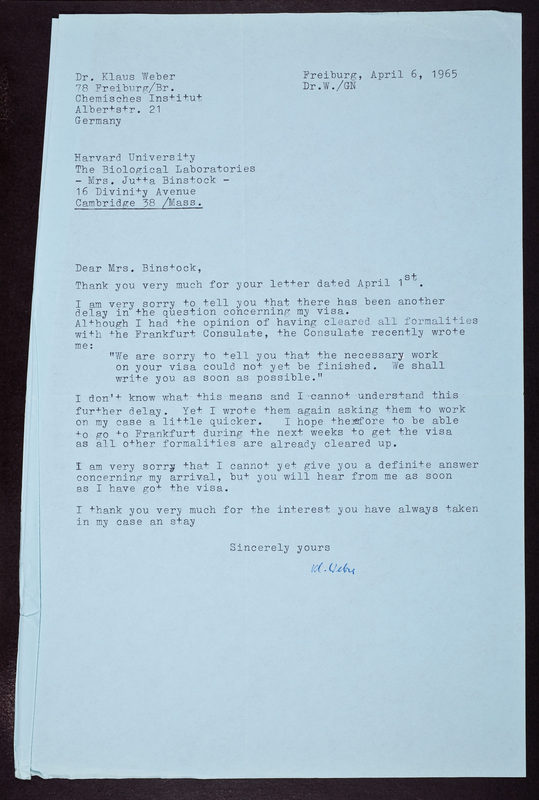 Dr. Klaus Weber
78 Freiburg/Br.
Chemisches Institut
Albertstr. 21
Germany
Freiburg, April 6, 1965
Dr.W./GN
Harvard University
The Biological Laboratories
- Mrs. Jutta Binstock -
16 Divinity Avenue
Cambridge 38 /Mass.
Dear Mrs. Binstock,
Thank you very much for your letter dated April 1st.
I am very sorry to tell you that there has been another
delay in the question concerning my visa.
Although I had the opinion of having cleared all formalities
with the Frankfurt Consulate, the Consulate recently wrote
me:
"We are sorry to tell you that the necessary work
on your visa could not yet be finished. We shall
write you as soon as possible."
I don't know what this means and I cannot understand this
further delay. Yet I wrote them again asking them to work
on my case a little quicker. I hope therefore to be able
to go to Frankfurt during the next weeks to get the visa
as all other formalities are already cleared up.
I am very sorry that I cannot yet give you a definite answer
concerning my arrival, but you will hear from me as soon
as I have got the visa.
I thank you very much for the interest you have always taken
in my case an stay
Sincerely yours
Kl. Weber